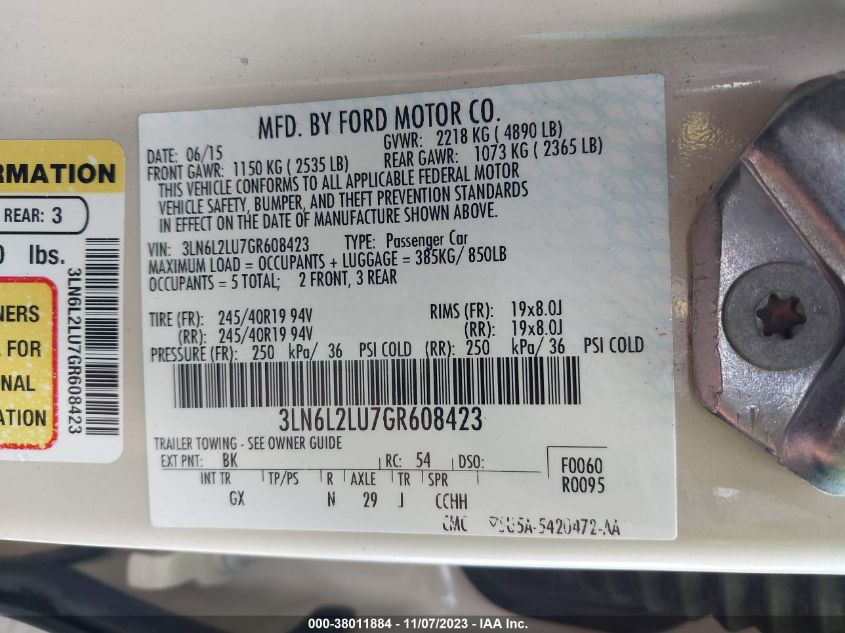 MFD. BY FORD MOTOR CO.
DATE: 06/15
GVWR: 2218 KG ( 4890 LB)
FRONT GAWR: 1150 KG ( 2535 LB)
REAR GAWR: 1073 KG ( 2365 LB)
THIS VEHICLE CONFORMS TO ALL APPLICABLE FEDERAL MOTOR
VEHICLE SAFETY, BUMPER, AND THEFT PREVENTION STANDARDS
IN EFFECT ON THE DATE OF MANUFACTURE SHOWN ABOVE.
VIN: 3LN6L2LU7GR608423 TYPE: Passenger Car
MAXIMUM LOAD = OCCUPANTS + LUGGAGE = 385KG/ 850LB
OCCUPANTS = 5 TOTAL; 2 FRONT, 3 REAR
TIRE (FR): 245/40R19 94V RIMS (FR): 19x8.0J
(RR): 245/40R19 94V (RR): 19x8.0J
PRESSURE (FR): 250 kPa/ 36 PSI COLD (RR): 250 kPa/ 36 PSI COLD
3LN6L2LU7GR608423
TRAILER TOWING - SEE OWNER GUIDE
EXT PNT: BK RC: 54 DSO:
INT TR TP/PS R AXLE TR SPR
GX N 29 J CCHH
F0060
R0095
CMC 5420472-AA
RMATION
REAR: 3
0 lbs.
NERS
FOR
NAL
ATION
3LN6L2LU7GR608423
000-38011884 - 11/07/2023 - IAA Inc.